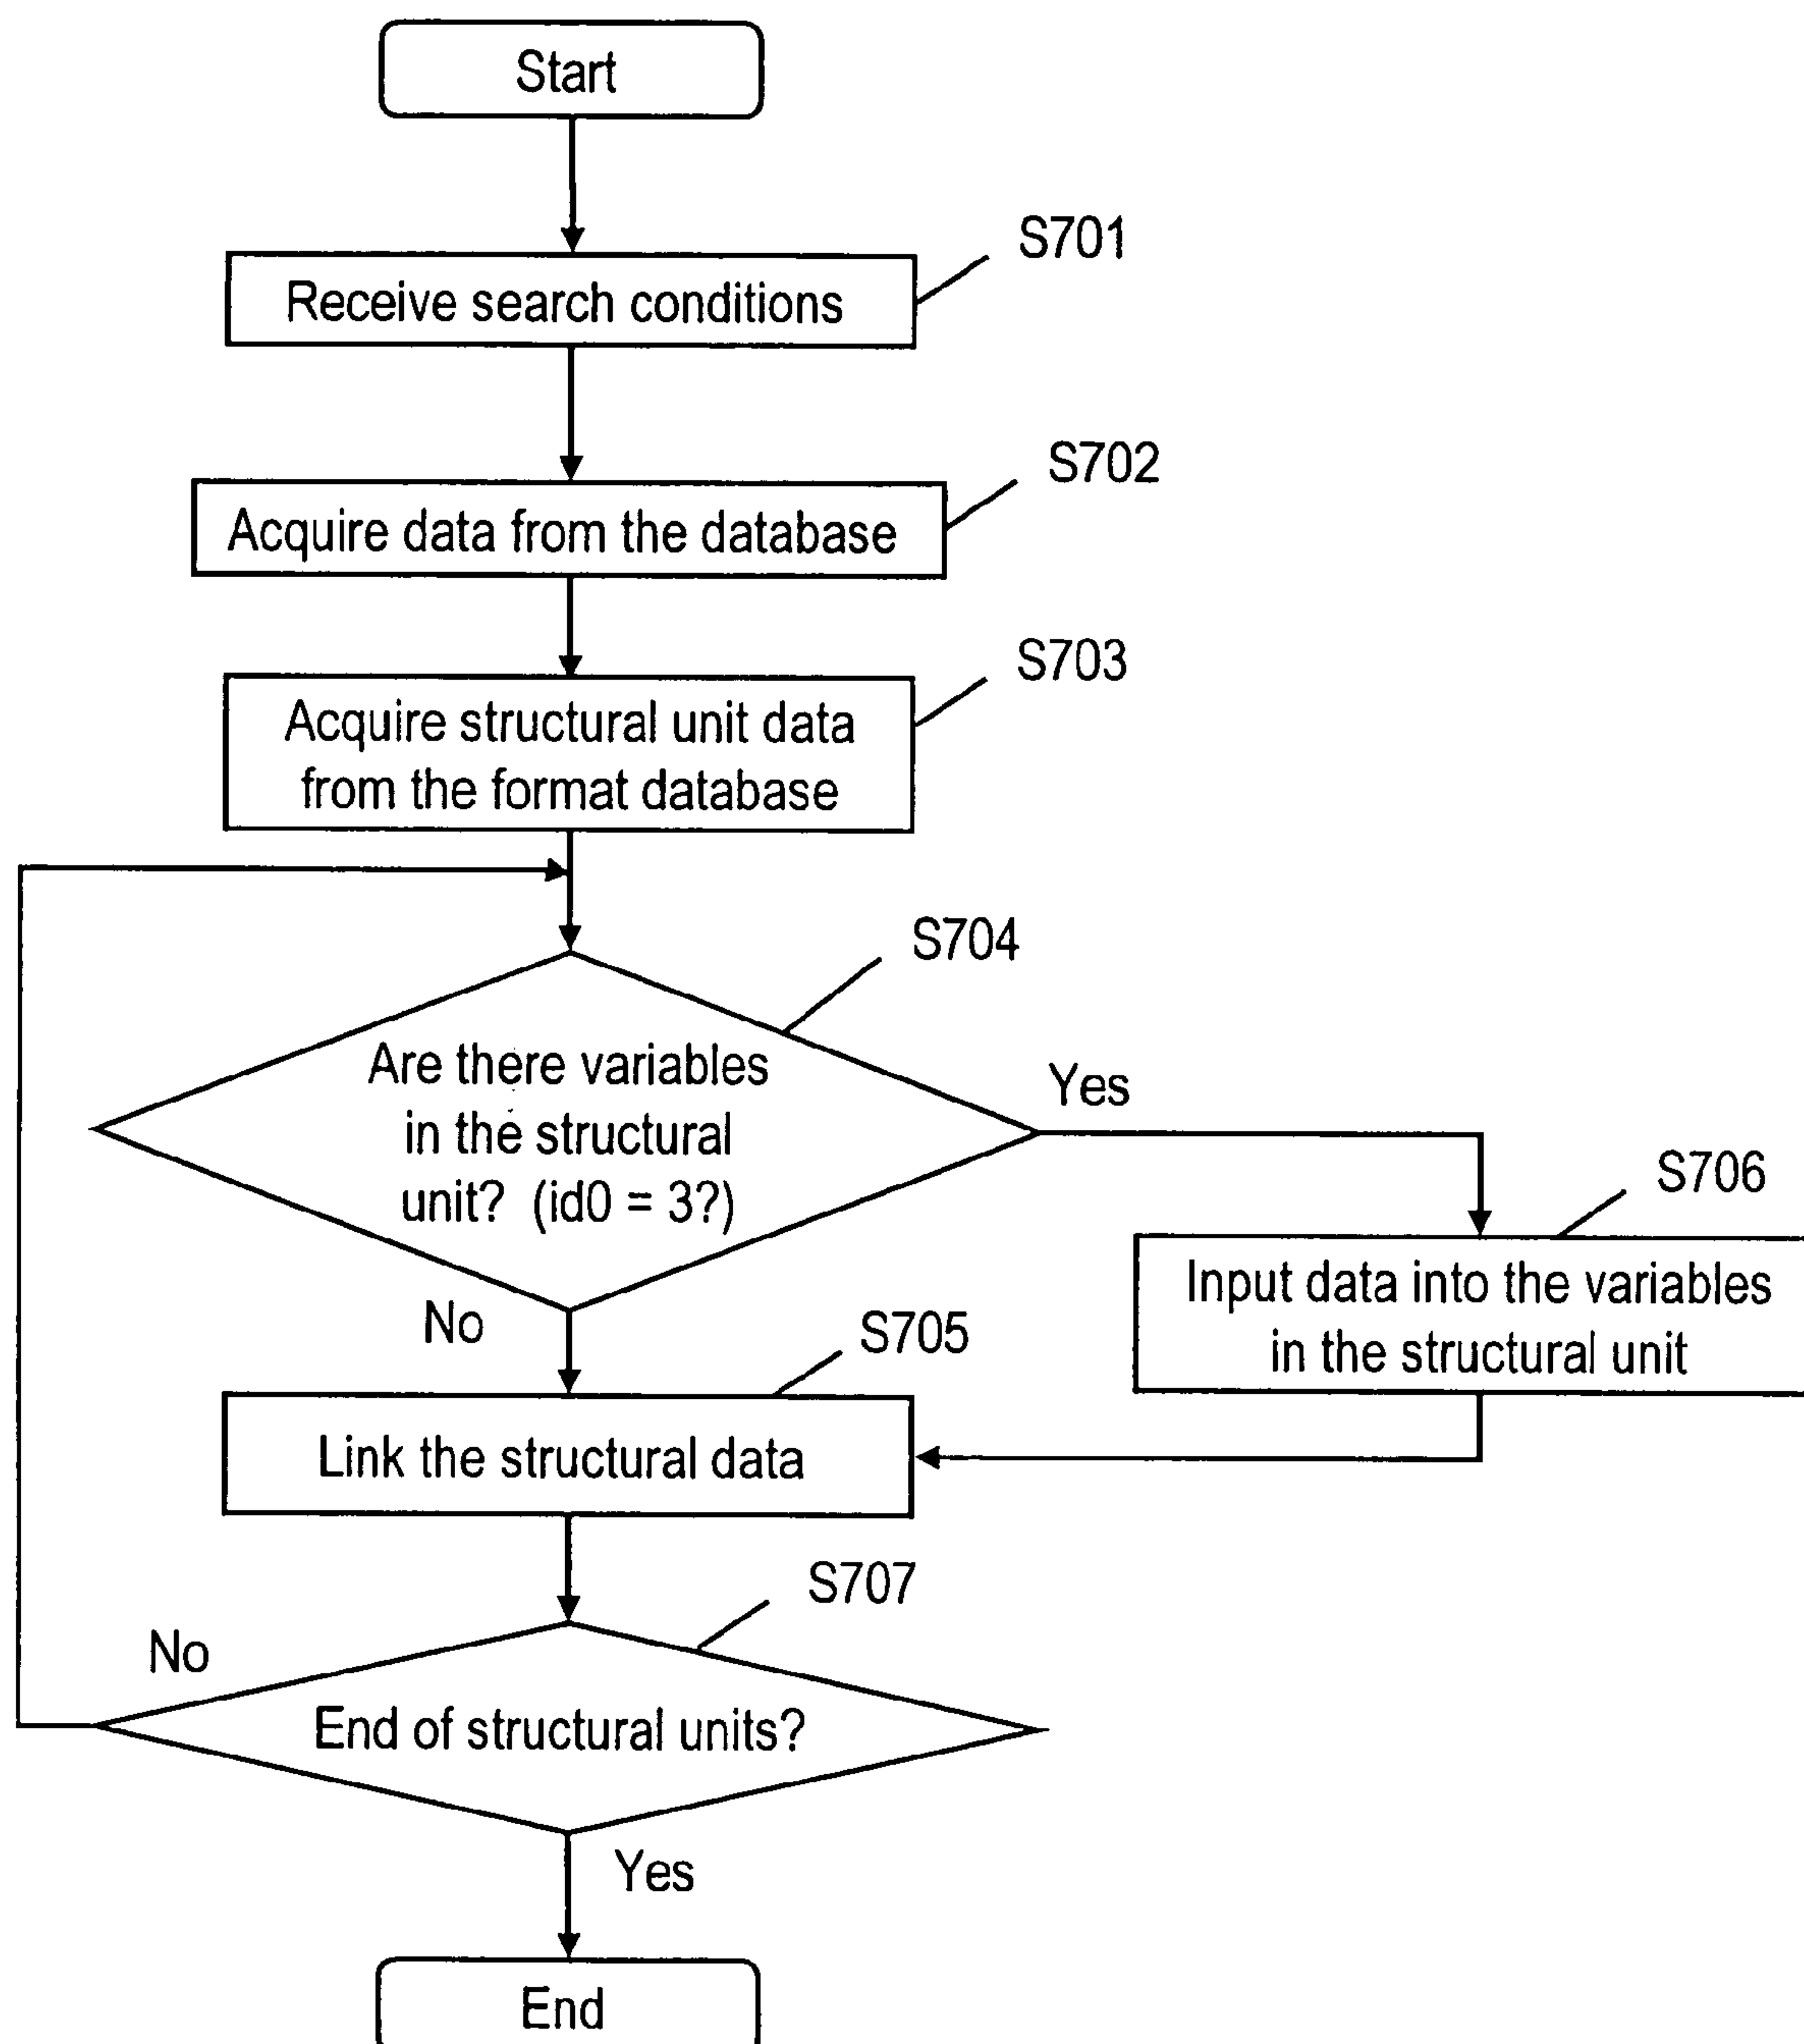 Start
S701
Receive search conditions
S702
Acquire data from the database
S703
Acquire structural unit data
from the format database
S704
Are there variables
in the structural
unit? (id0 = 3?)
Yes
S706
Input data into the variables
in the structural unit
No
S705
Link the structural data
S707
No
End of structural units?
Yes
End